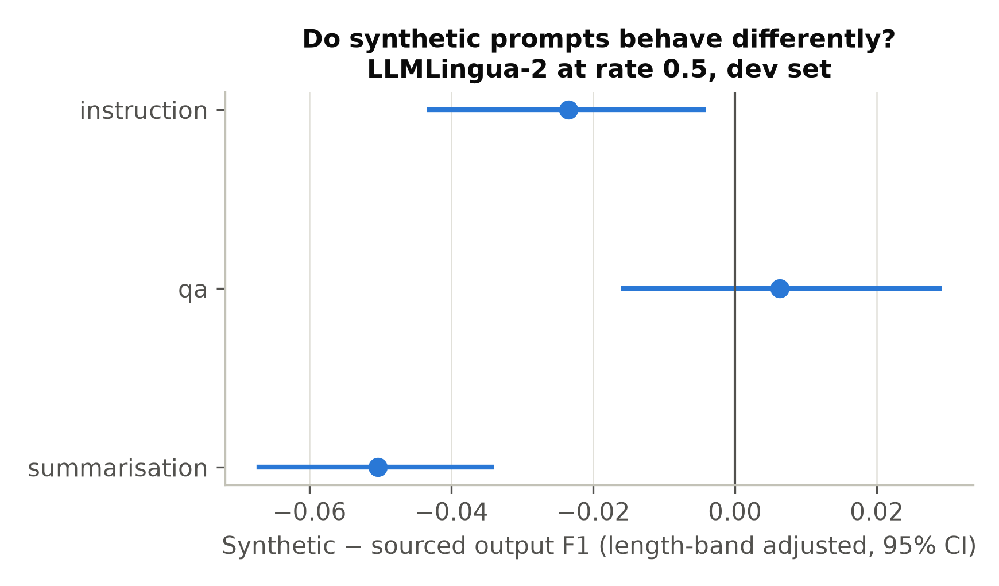 Do synthetic prompts behave differently?
LLMLingua-2 at rate 0.5, dev set
instruction
qa
summarisation
−0.06
−0.04
−0.02
0.00
0.02
Synthetic − sourced output F1 (length-band adjusted, 95% CI)